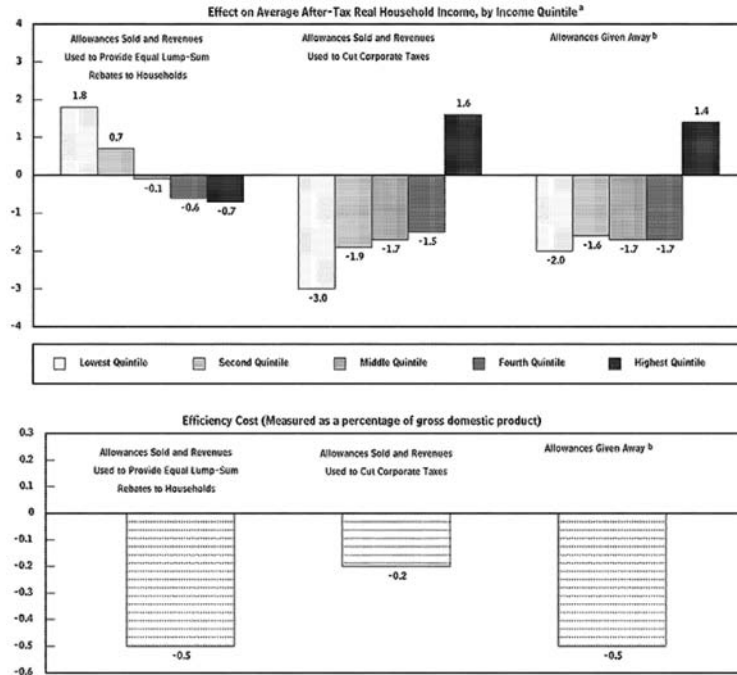 Effect on Average After-Tax Real Household Income, by Income Quintile a
Allowances Sold and Revenues
Used to Provide Equal Lump-Sum
Rebates to Households
Allowances Sold and Revenues
Used to Cut Corporate Taxes
Allowances Given Away b
4
3
2
1
0
-1
-2
-3
-4
1.8
0.7
-0.1
-0.6
-0.7
-3.0
-1.9
-1.7
-1.5
1.6
-2.0
-1.6
-1.7
-1.7
1.4
Lowest Quintile
Second Quintile
Middle Quintile
Fourth Quintile
Highest Quintile
Efficiency Cost (Measured as a percentage of gross domestic product)
Allowances Sold and Revenues
Used to Provide Equal Lump-Sum
Rebates to Households
Allowances Sold and Revenues
Used to Cut Corporate Taxes
Allowances Given Away b
0.3
0.2
0.1
0
-0.1
-0.2
-0.3
-0.4
-0.5
-0.6
-0.5
-0.2
-0.5